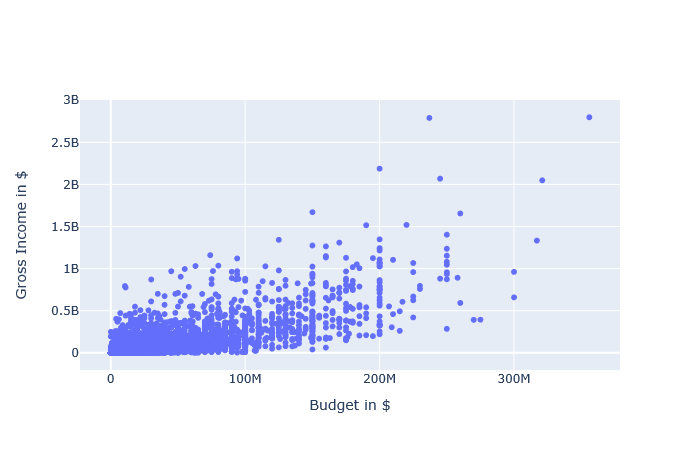 3B
2.5B
2B
1.5B
1B
0.5B
0
0
100M
200M
300M
Gross Income in $
Budget in $